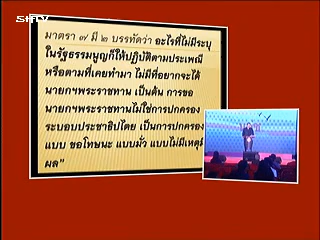 มาตรา ๗ มี ๒ บรรทัดว่า อะไรที่ไม่มีระบุ
ในรัฐธรรมนูญก็ให้ปฏิบัติตามประเพณี
หรือตามที่เคยทำมา ไม่มีที่อยากจะได้
นายกฯพระราชทาน เป็นต้น การขอ
นายกฯพระราชทานไม่ใช่การปกครอง
ระบอบประชาธิปไตย เป็นการปกครอง
แบบ ขอโทษนะ แบบมั่ว แบบไม่มีเหตุมี
ผล"